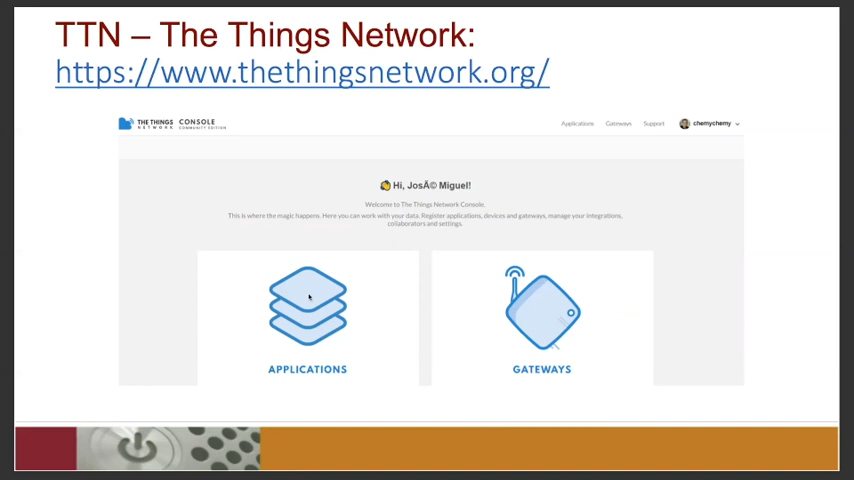 TTN – The Things Network:
https://www.thethingsnetwork.org/
THE THINGS NETWORK CONSOLE COMMUNITY EDITION
Applications Gateways Support chemychemy
Hi, JosÃ© Miguel!
Welcome to The Things Network Console.
This is where the magic happens. Here you can work with your data. Register applications, devices and gateways, manage your integrations,
collaborators and settings.
APPLICATIONS GATEWAYS